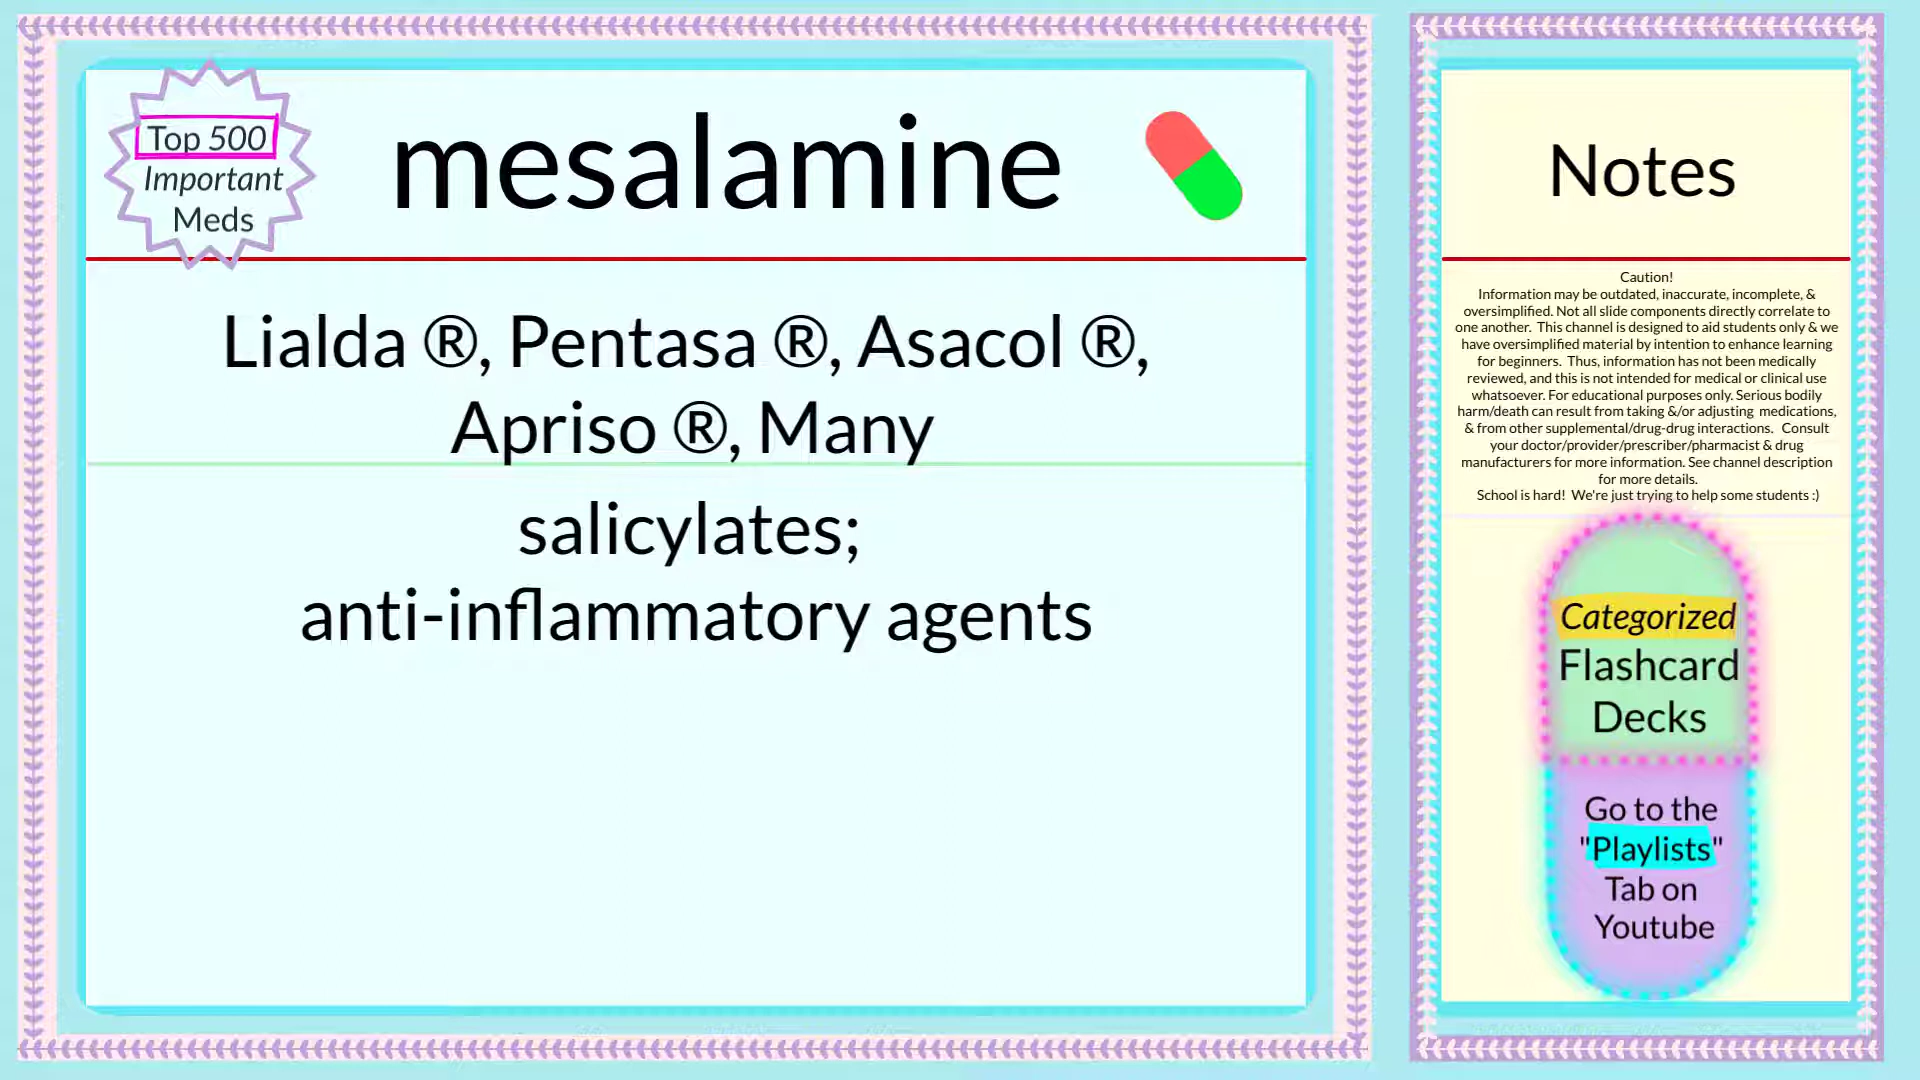 Top 500
Important
Meds
mesalamine
Lialda ®, Pentasa ®, Asacol ®,
Apriso ®, Many
salicylates;
anti-inflammatory agents
Notes
Caution!
Information may be outdated, inaccurate, incomplete, &
oversimplified. Not all slide components directly correlate to
one another. This channel is designed to aid students only & we
have oversimplified material by intention to enhance learning
for beginners. Thus, information has not been medically
reviewed, and this is not intended for medical or clinical use
whatsoever. For educational purposes only. Serious bodily
harm/death can result from taking &/or adjusting medications,
& from other supplemental/drug-drug interactions. Consult
your doctor/provider/prescriber/pharmacist & drug
manufacturers for more information. See channel description
for more details.
School is hard! We're just trying to help some students :)
Categorized
Flashcard
Decks
Go to the
"Playlists"
Tab on
Youtube